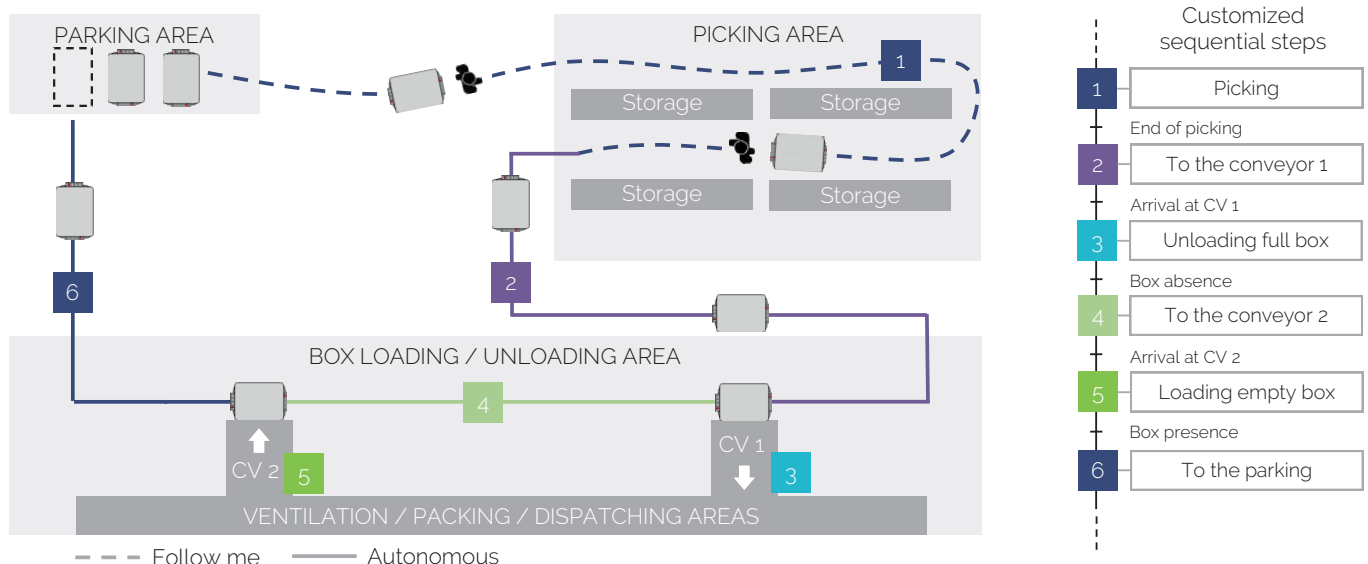 PARKING AREA
PICKING AREA
1
Storage
Storage
Storage
Storage
2
6
BOX LOADING / UNLOADING AREA
4
CV 2
5
CV 1
3
VENTILATION / PACKING / DISPATCHING AREAS
Follow me
Autonomous
Customized
sequential steps
1
Picking
End of picking
2
To the conveyor 1
Arrival at CV 1
3
Unloading full box
Box absence
4
To the conveyor 2
Arrival at CV 2
5
Loading empty box
Box presence
6
To the parking